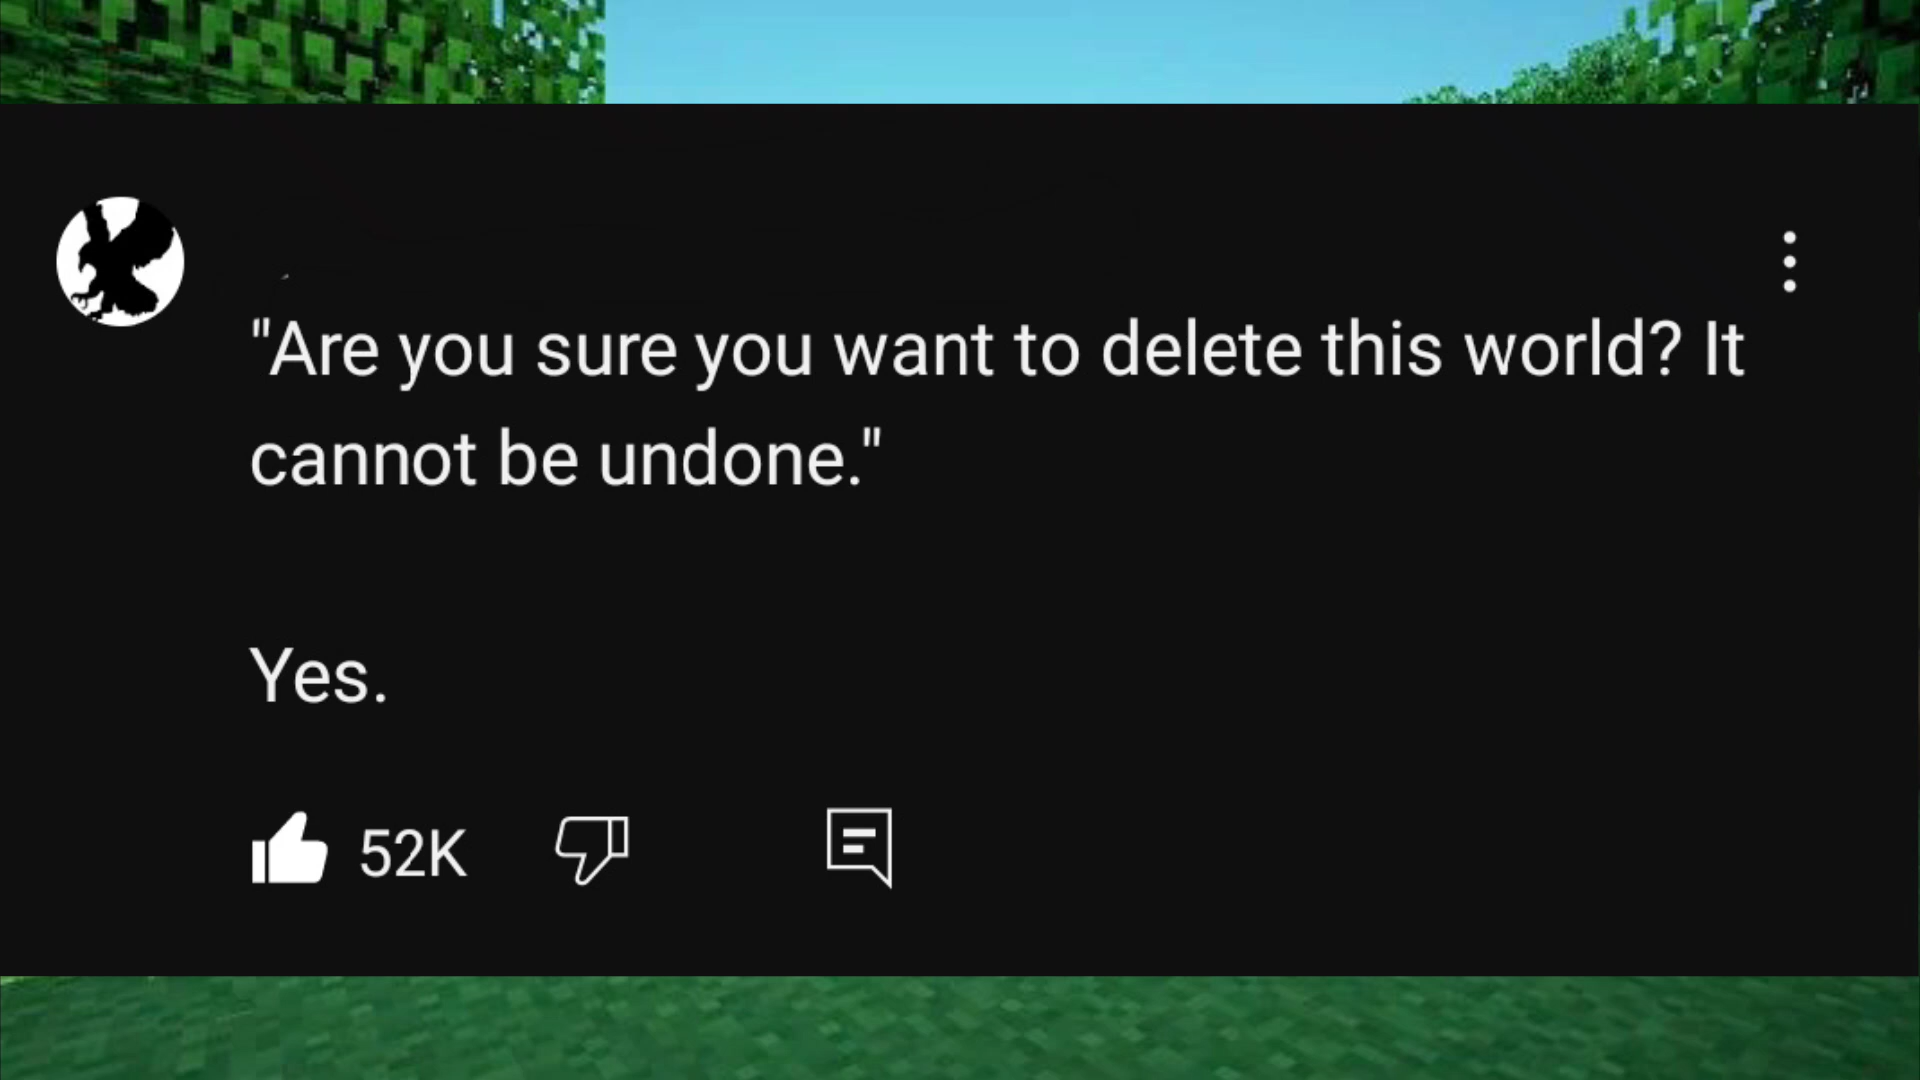 "Are you sure you want to delete this world? It
cannot be undone."
Yes.
52K